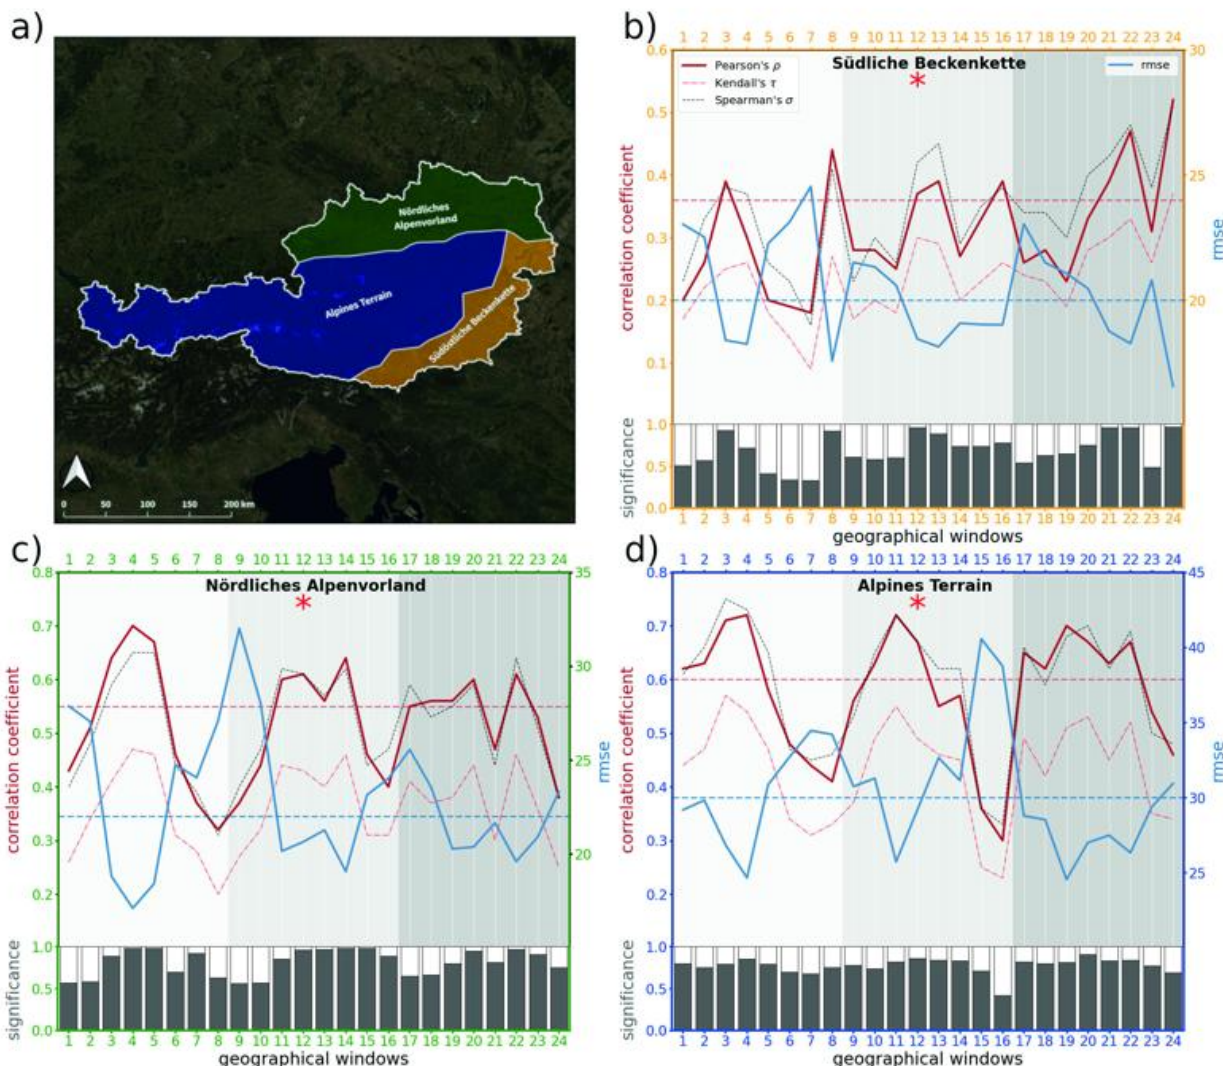 a)
Nördliches
Alpenvorland
Alpines Terrain
Südöstliche Beckenkette
0 50 100 150 200 km
b)
1 2 3 4 5 6 7 8 9 10 11 12 13 14 15 16 17 18 19 20 21 22 23 24
Südliche Beckenkette
*
Pearson's ρ
Kendall's τ
Spearman's σ
rmse
correlation coefficient
0.6
0.5
0.4
0.3
0.2
0.1
30
25
20
rmse
significance
1.0
0.5
0.0
1 2 3 4 5 6 7 8 9 10 11 12 13 14 15 16 17 18 19 20 21 22 23 24
geographical windows
c)
1 2 3 4 5 6 7 8 9 10 11 12 13 14 15 16 17 18 19 20 21 22 23 24
Nördliches Alpenvorland
*
correlation coefficient
0.8
0.7
0.6
0.5
0.4
0.3
0.2
35
30
25
20
rmse
significance
1.0
0.5
0.0
1 2 3 4 5 6 7 8 9 10 11 12 13 14 15 16 17 18 19 20 21 22 23 24
geographical windows
d)
1 2 3 4 5 6 7 8 9 10 11 12 13 14 15 16 17 18 19 20 21 22 23 24
Alpines Terrain
*
correlation coefficient
0.8
0.7
0.6
0.5
0.4
0.3
0.2
45
40
35
30
25
rmse
significance
1.0
0.5
0.0
1 2 3 4 5 6 7 8 9 10 11 12 13 14 15 16 17 18 19 20 21 22 23 24
geographical windows